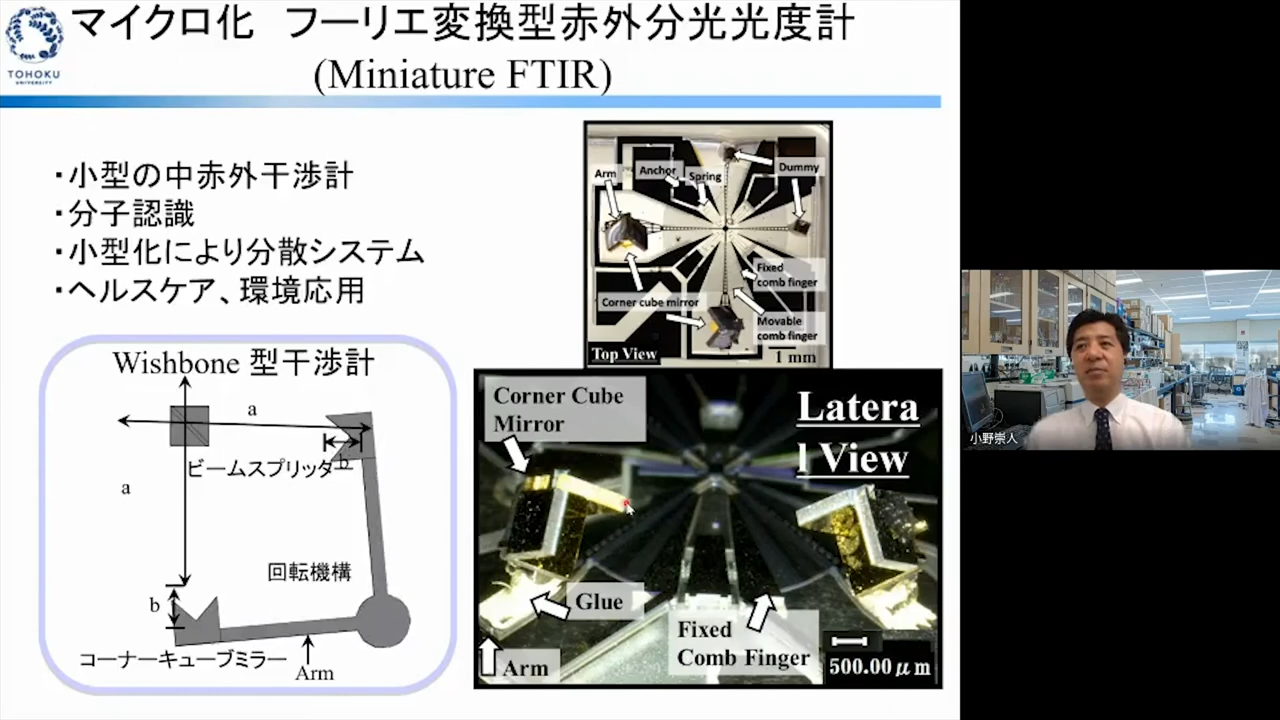 マイクロ化 フーリエ変換型赤外分光光度計
(Miniature FTIR)
TOHOKU
UNIVERSITY
・小型の中赤外干渉計
・分子認識
・小型化により分散システム
・ヘルスケア、環境応用
Arm
Anchor
Spring
Dummy
Fixed
comb finger
Corner cube mirror
Movable
comb finger
Top View
1 mm
Wishbone 型干渉計
a
b
ビームスプリッター
a
回転機構
b
コーナーキューブミラー
Arm
Corner Cube
Mirror
Latera
l View
Glue
Fixed
Comb Finger
Arm
500.00μm
小野崇人